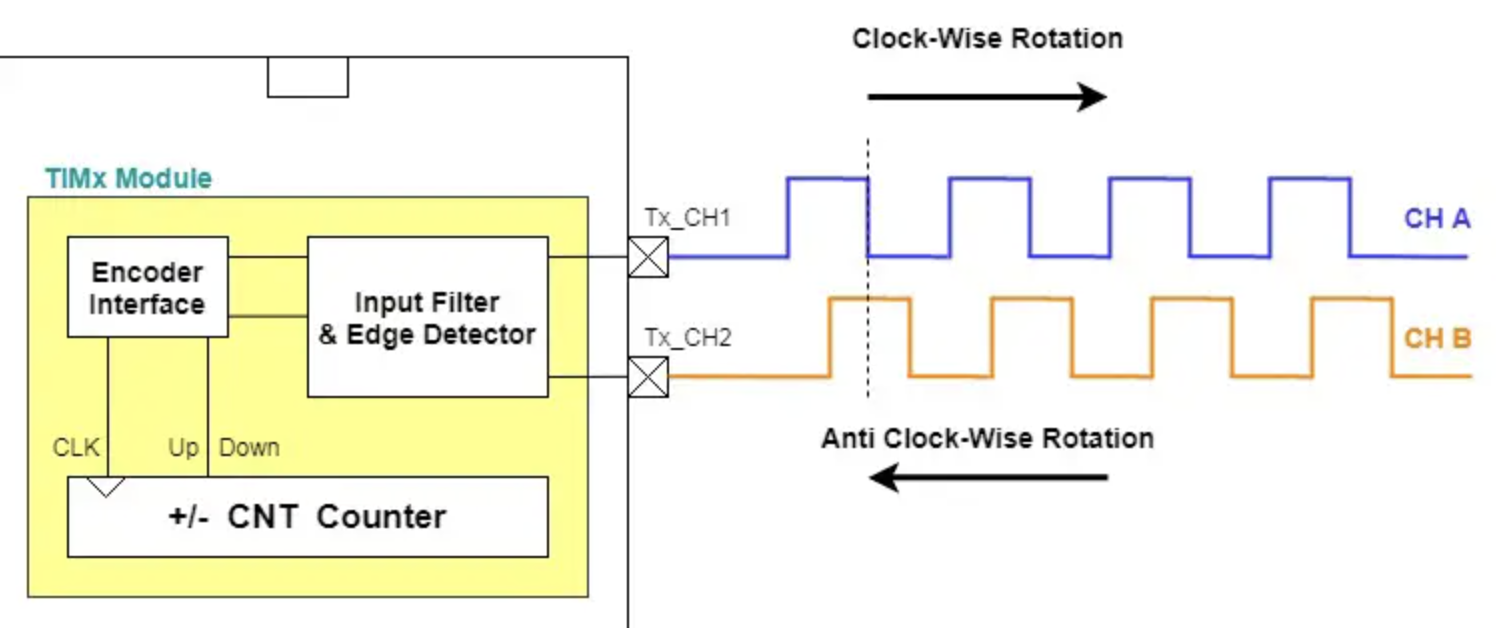 Clock-Wise Rotation
TIMx Module
Tx_CH1
CH A
Encoder
Interface
Input Filter
& Edge Detector
Tx_CH2
CH B
CLK
Up
Down
Anti Clock-Wise Rotation
+/- CNT Counter